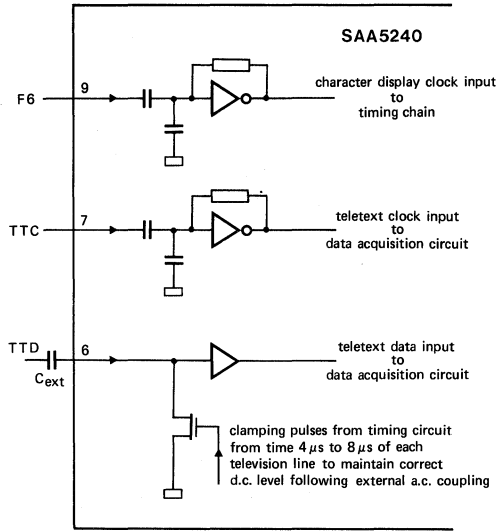 SAA5240
F6
9
character display clock input
to
timing chain
TTC
7
teletext clock input
to
data acquisition circuit
TTD
Cext
6
teletext data input
to
data acquisition circuit
clamping pulses from timing circuit
from time 4 μs to 8 μs of each
television line to maintain correct
d.c. level following external a.c. coupling